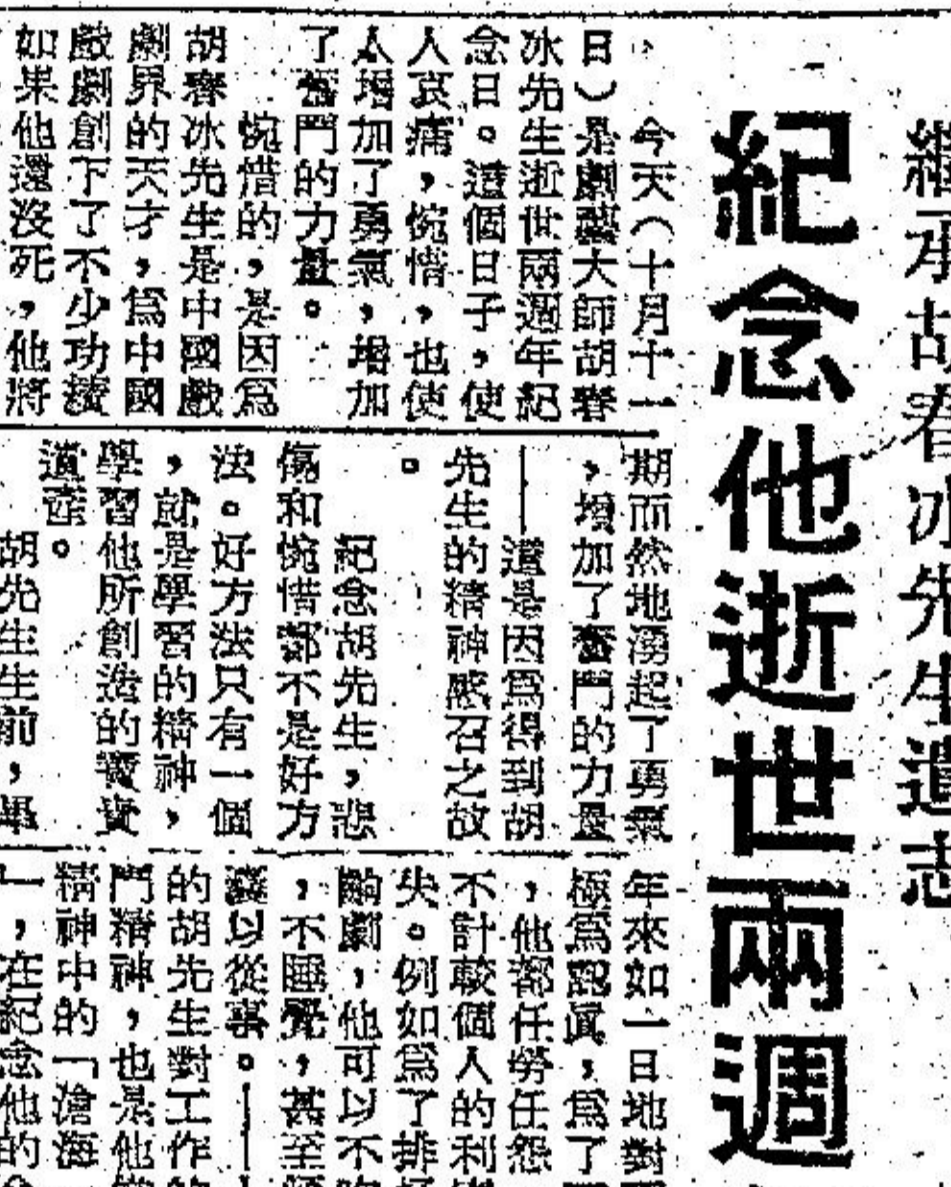 繼承胡春冰先生遺志
紀念他逝世兩週
今天(十月十一
日)是劇藝大師胡春
冰先生逝世兩週年紀
念日。這個日子,使
人哀痛,惋惜,也使
人增加了勇氣,增加
了奮鬥的力量。
惋惜的,是因爲
胡春冰先生是中國戲
劇界的天才,爲中國
戲劇創下了不少功績
如果他還沒死,他將
期而然地湧起了勇氣
,增加了奮鬥的力量
——這是因爲得到胡
先生的精神感召之故
。
紀念胡先生,悲
傷和惋惜都不是好方
法。好方法只有一個
,就是學習的精神,
學習他所創造的寶貴
遺產。
胡先生生前,畢
年來如一日地對
極爲認眞,爲了
,他都任勞任怨
不計較個人的利
失。例如爲了排
齣劇,他可以不
,不睡覺,甚至
以從事。——
的胡先生對工作
鬥精神,也是他
精神中的「滄海
一,在紀念他的